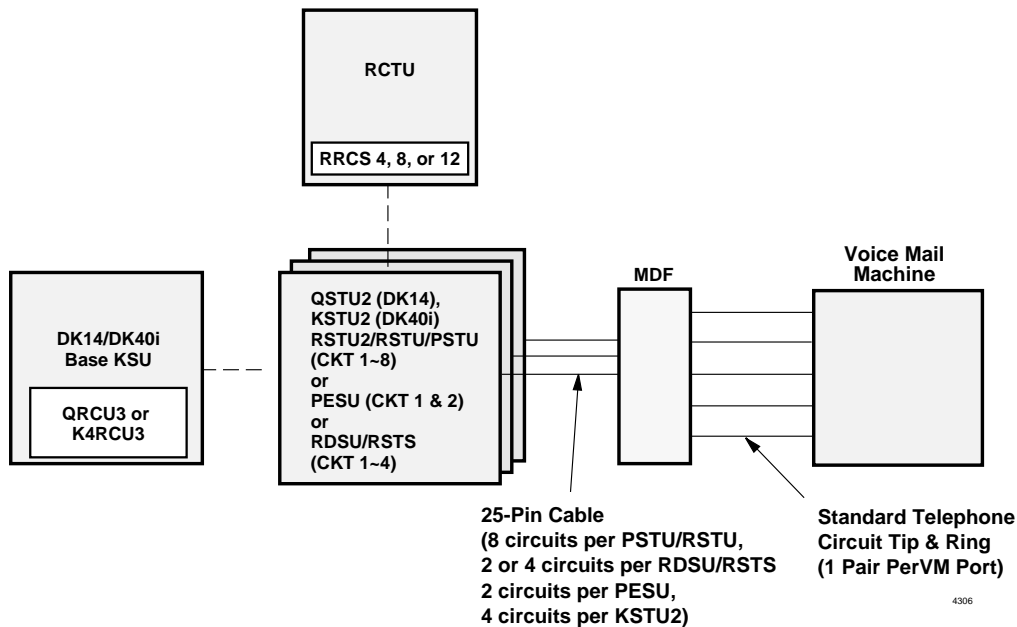 RCTU
RRCS 4, 8, or 12
DK14/DK40i
Base KSU
QRCU3 or
K4RCU3
QSTU2 (DK14),
KSTU2 (DK40i)
RSTU2/RSTU/PSTU
(CKT 1~8)
or
PESU (CKT 1 & 2)
or
RDSU/RSTS
(CKT 1~4)
MDF
Voice Mail
Machine
25-Pin Cable
(8 circuits per PSTU/RSTU,
2 or 4 circuits per RDSU/RSTS
2 circuits per PESU,
4 circuits per KSTU2)
Standard Telephone
Circuit Tip & Ring
(1 Pair PerVM Port)
4306